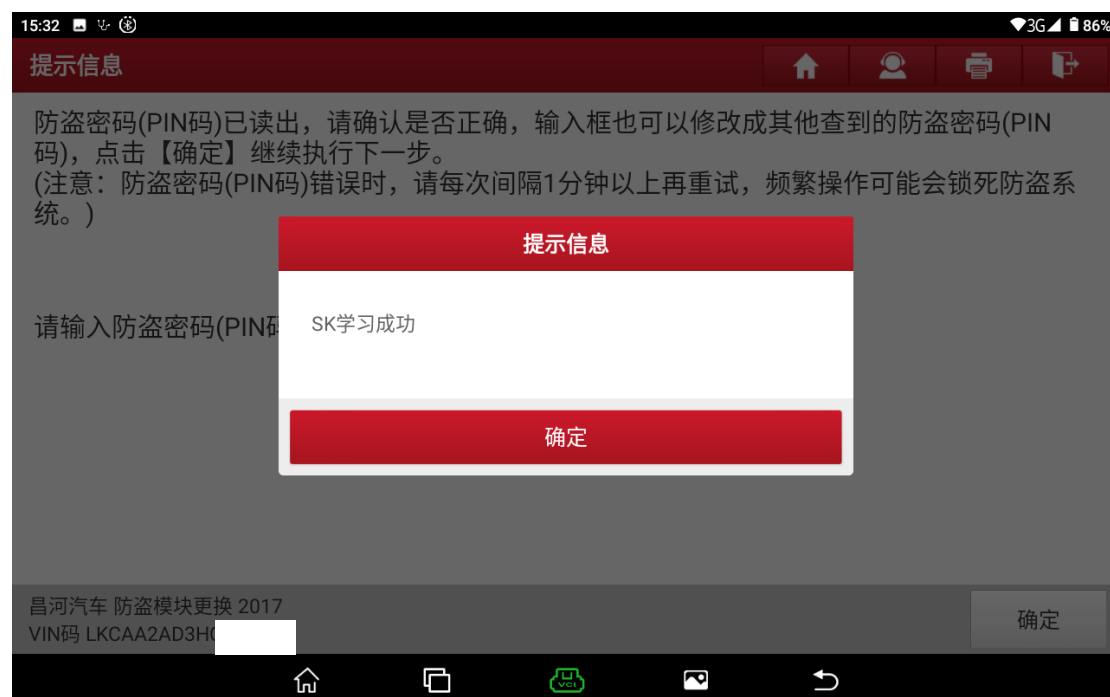 15:32
3G 86%
提示信息
防盗密码(PIN码)已读出，请确认是否正确，输入框也可以修改成其他查到的防盗密码(PIN
码)，点击【确定】继续执行下一步。
(注意：防盗密码(PIN码)错误时，请每次间隔1分钟以上再重试，频繁操作可能会锁死防盗系
统。)
提示信息
请输入防盗密码(PIN
SK学习成功
确定
昌河汽车 防盗模块更换 2017
VIN码 LKCAA2AD3H
确定
VCI